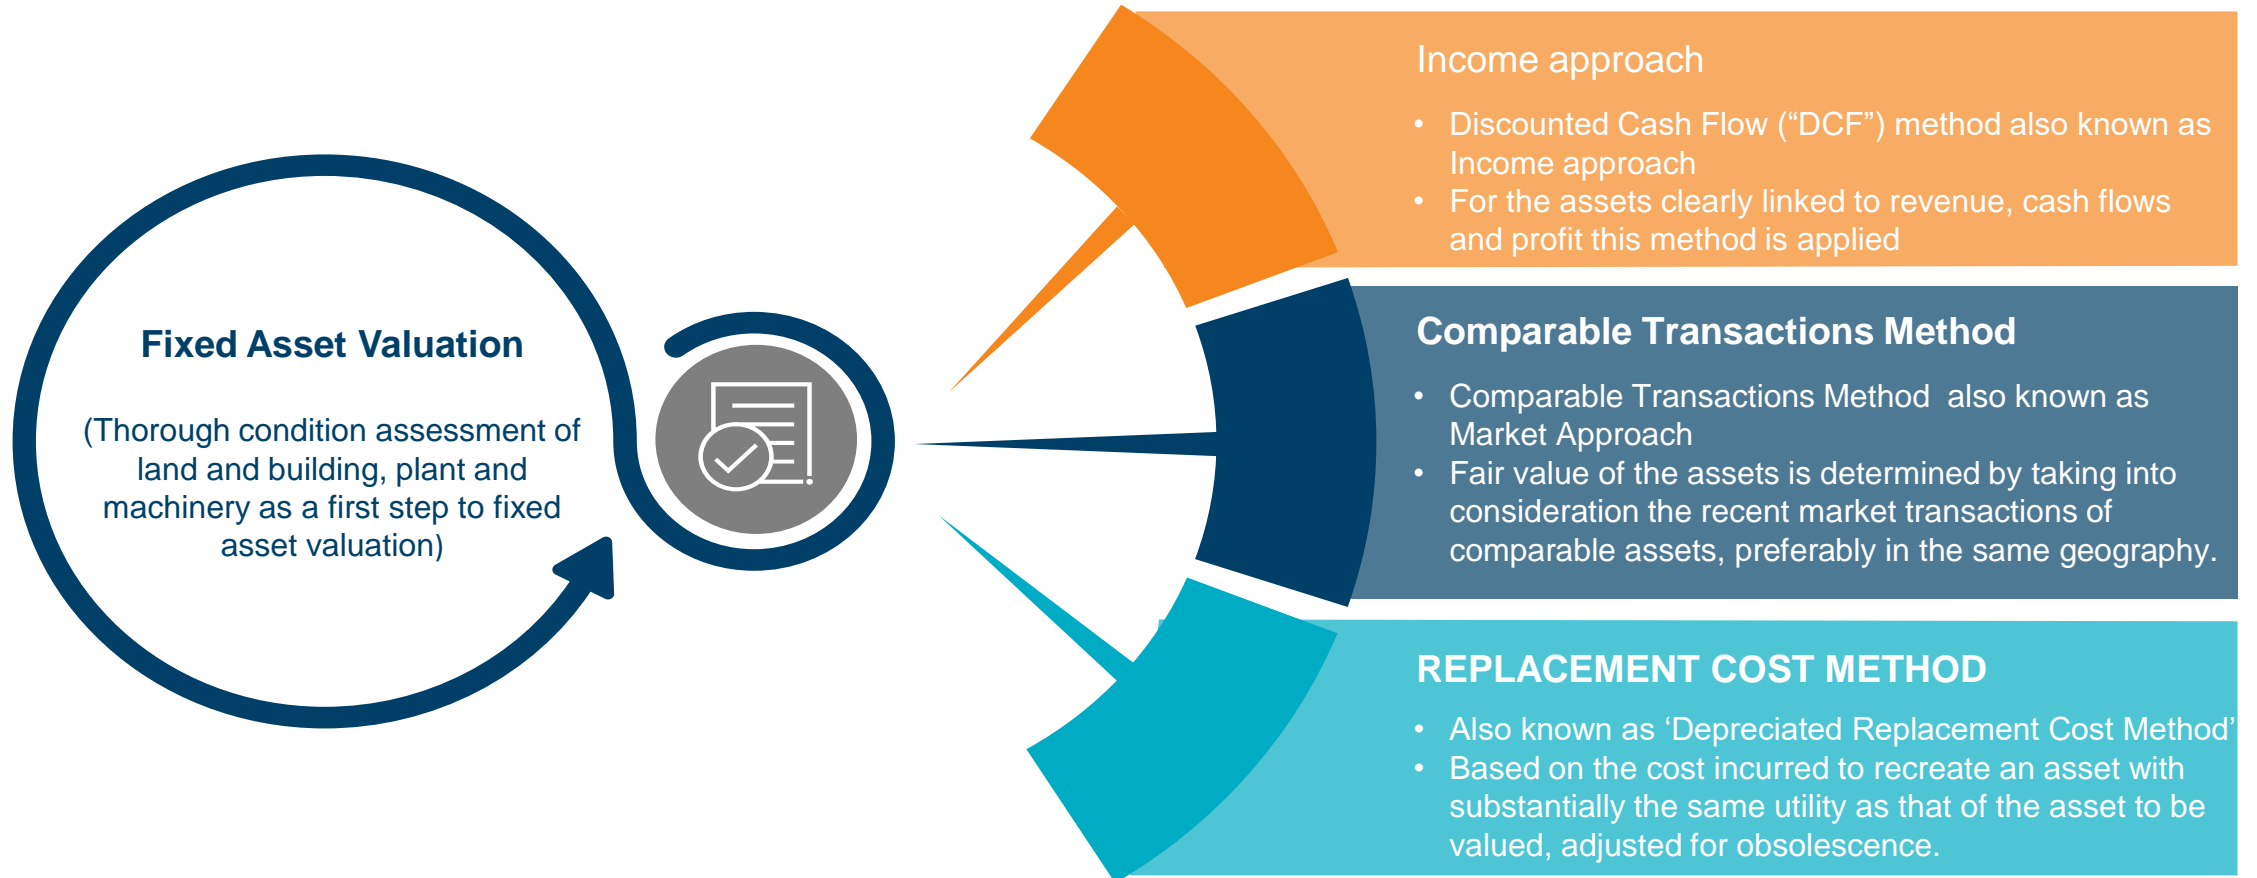 Fixed Asset Valuation
(Thorough condition assessment of
land and building, plant and
machinery as a first step to fixed
asset valuation)
Income approach
• Discounted Cash Flow (“DCF”) method also known as
Income approach
• For the assets clearly linked to revenue, cash flows
and profit this method is applied
Comparable Transactions Method
• Comparable Transactions Method  also known as
Market Approach
• Fair value of the assets is determined by taking into
consideration the recent market transactions of
comparable assets, preferably in the same geography.
REPLACEMENT COST METHOD
• Also known as ‘Depreciated Replacement Cost Method’
• Based on the cost incurred to recreate an asset with
substantially the same utility as that of the asset to be
valued, adjusted for obsolescence.